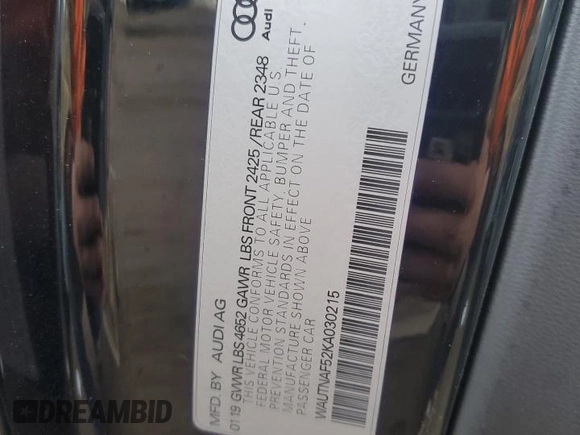 MFD. BY AUDI AG
01.19 GVWR LBS 4652 GAWR LBS FRONT 2425 / REAR 2348
THIS VEHICLE CONFORMS TO ALL APPLICABLE U.S.
FEDERAL MOTOR VEHICLE SAFETY, BUMPER AND THEFT
PREVENTION STANDARDS IN EFFECT ON THE DATE OF
MANUFACTURE SHOWN ABOVE
PASSENGER CAR
WAUTNAF52KA030215
Audi
GERMANY
DREAMBID